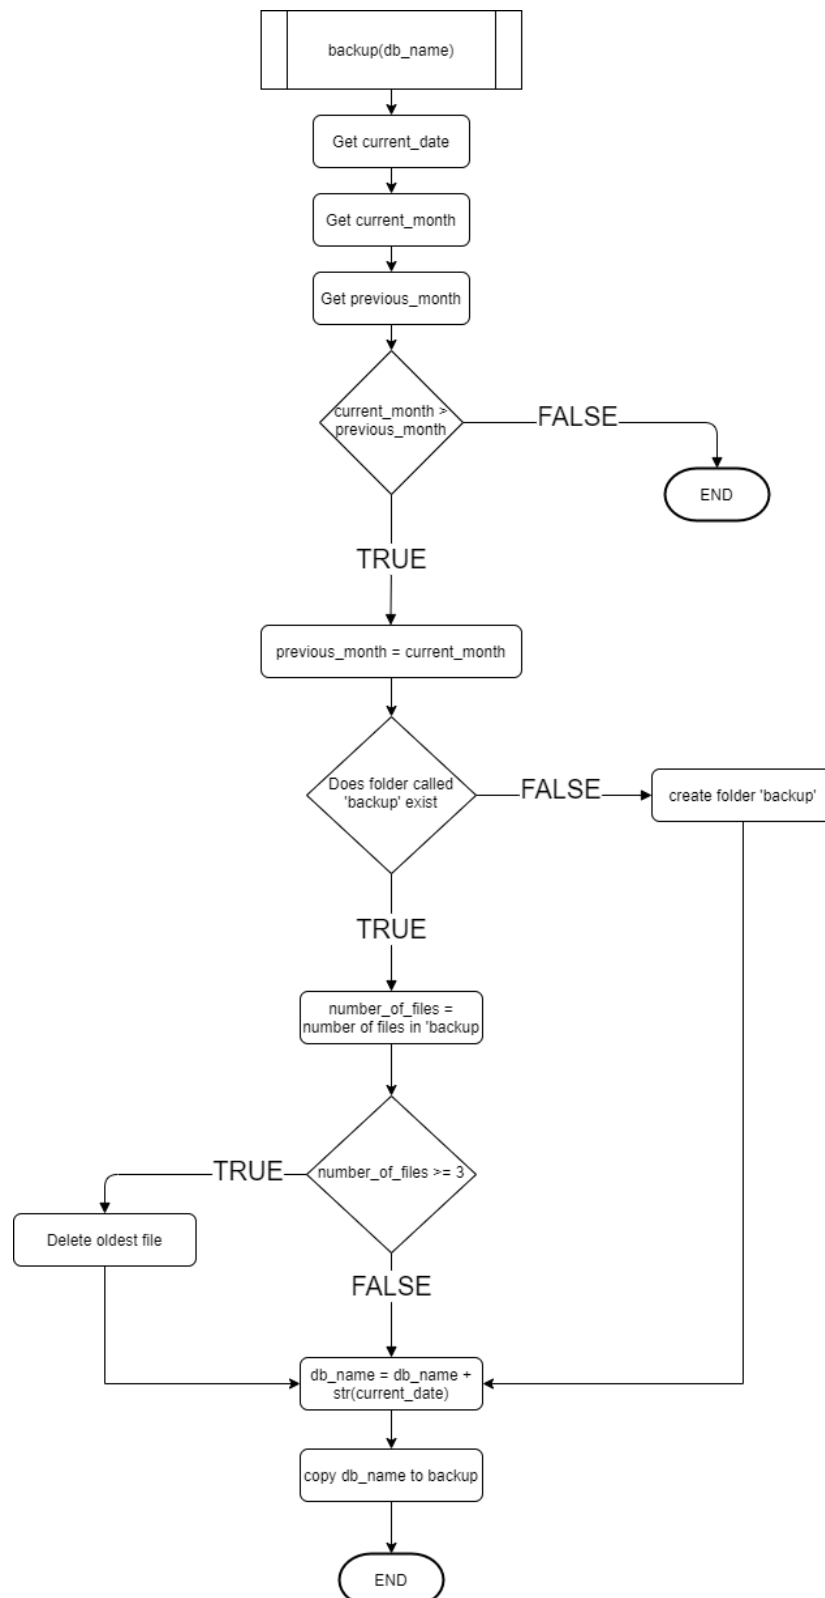 backup(db_name)
Get current_date
Get current_month
Get previous_month
current_month >
previous_month
FALSE
END
TRUE
previous_month = current_month
Does folder called
'backup' exist
FALSE
create folder 'backup'
TRUE
number_of_files =
number of files in 'backup
number_of_files >= 3
TRUE
Delete oldest file
FALSE
db_name = db_name +
str(current_date)
copy db_name to backup
END